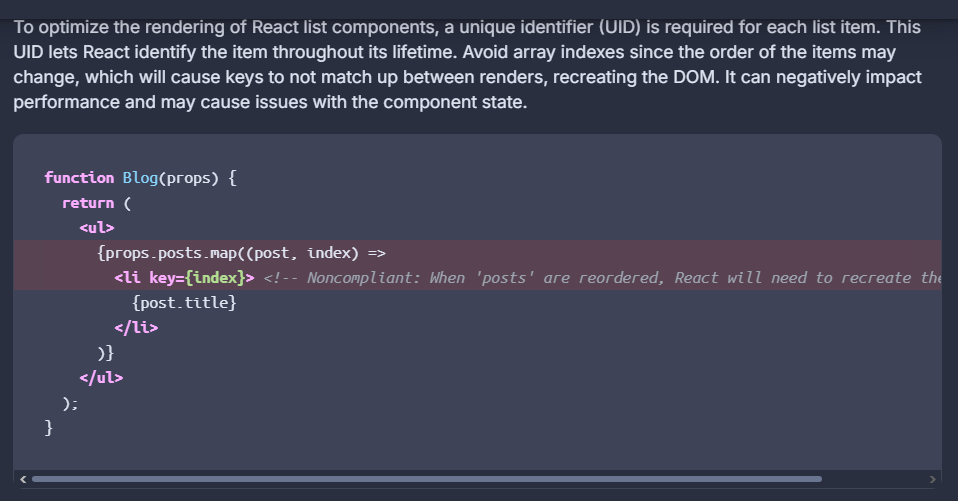 To optimize the rendering of React list components, a unique identifier (UID) is required for each list item. This
UID lets React identify the item throughout its lifetime. Avoid array indexes since the order of the items may
change, which will cause keys to not match up between renders, recreating the DOM. It can negatively impact
performance and may cause issues with the component state.
function Blog(props) {
  return (
    <ul>
      {props.posts.map((post, index) =>
        <li key={index}> <!-- Noncompliant: When 'posts' are reordered, React will need to recreate the
          {post.title}
        </li>
      )}
    </ul>
  );
}